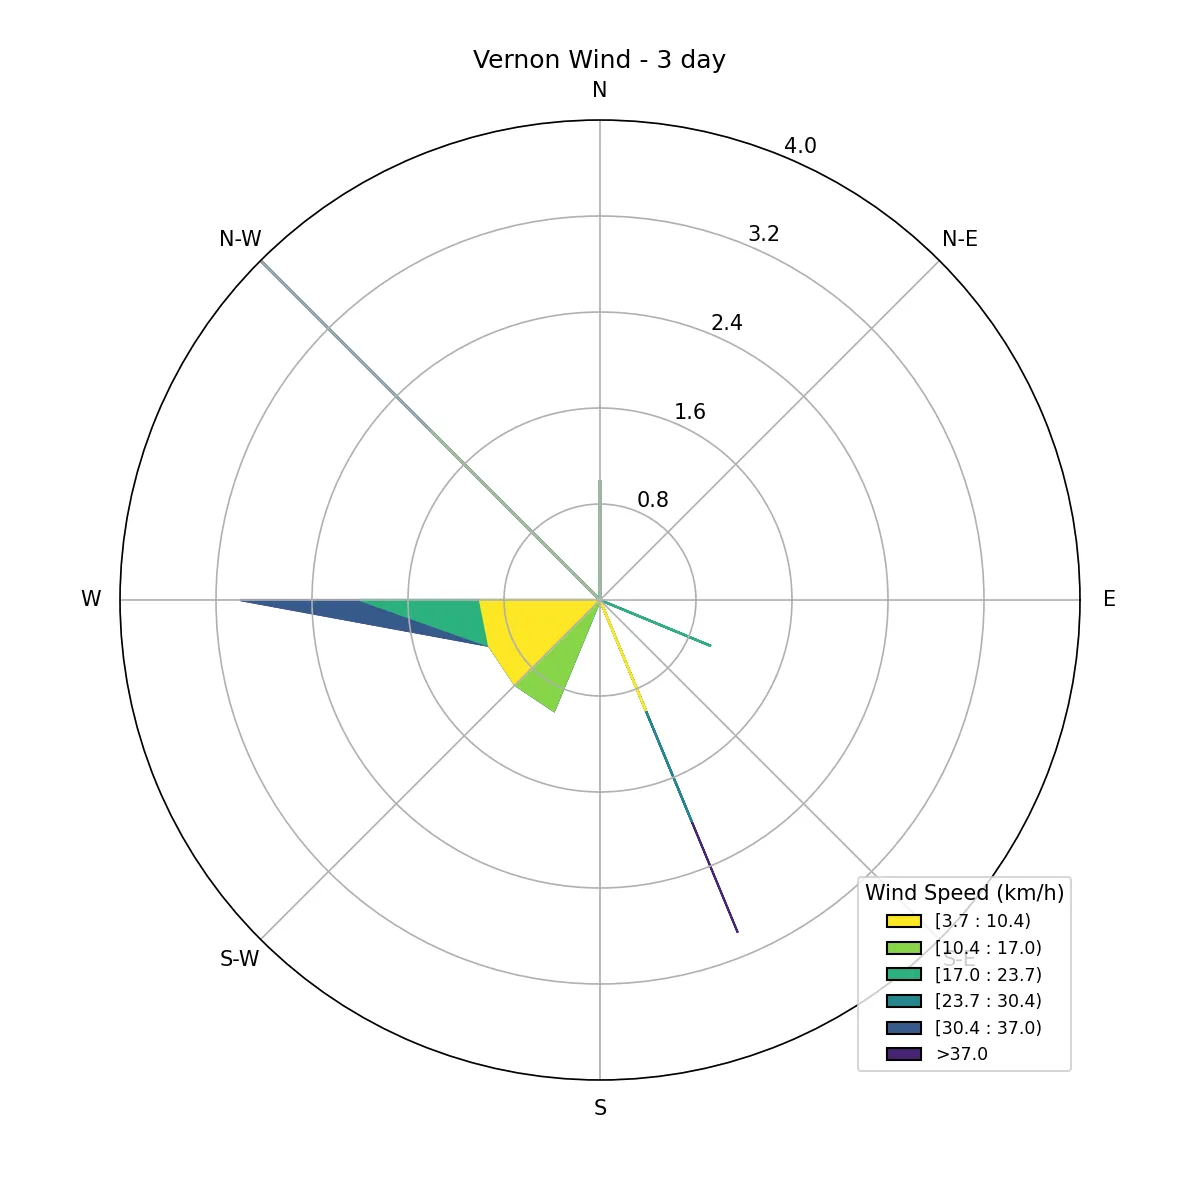 Vernon Wind - 3 day
N
4.0
N-W
3.2
N-E
2.4
1.6
0.8
W
E
S-W
S-E
S
Wind Speed (km/h)
[3.7 : 10.4)
[10.4 : 17.0)
[17.0 : 23.7)
[23.7 : 30.4)
[30.4 : 37.0)
>37.0